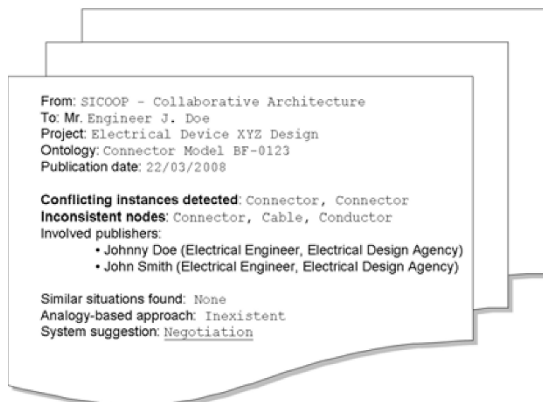 From: SICOOP - Collaborative Architecture
To: Mr. Engineer J. Doe
Project: Electrical Device XYZ Design
Ontology: Connector Model BF-0123
Publication date: 22/03/2008
Conflicting instances detected: Connector, Connector
Inconsistent nodes: Connector, Cable, Conductor
Involved publishers:
• Johnny Doe (Electrical Engineer, Electrical Design Agency)
• John Smith (Electrical Engineer, Electrical Design Agency)
Similar situations found: None
Analogy-based approach: Inexistent
System suggestion: Negotiation